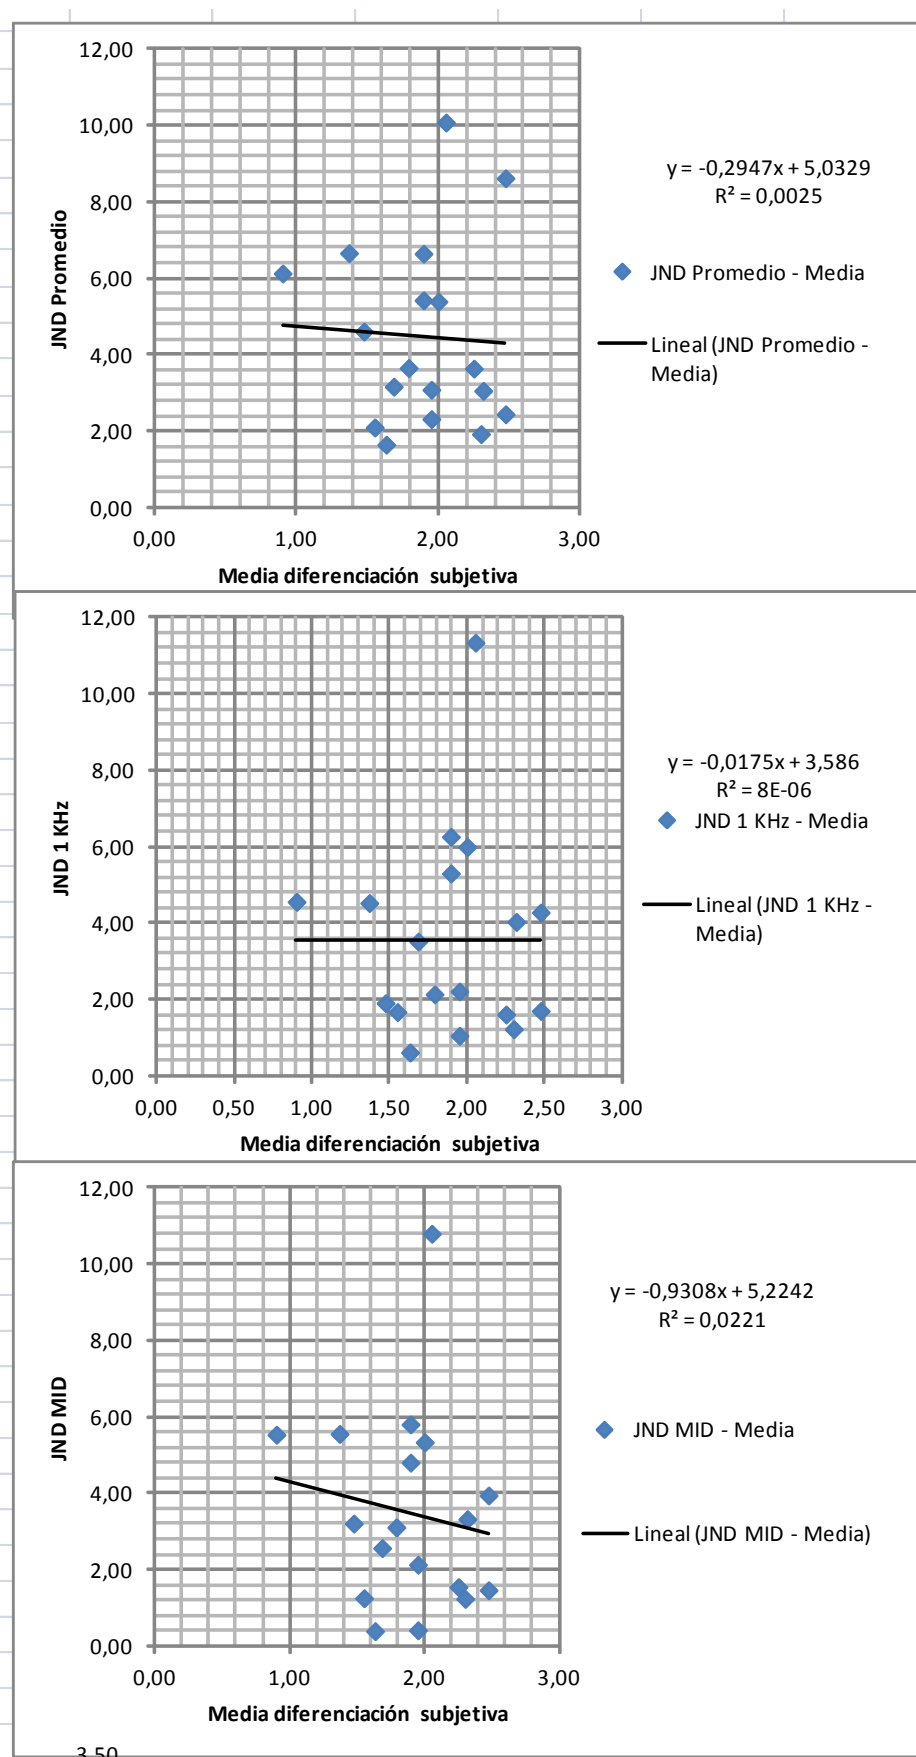 12,00
10,00
8,00
6,00
4,00
2,00
0,00
JND Promedio
0,00 1,00 2,00 3,00
Media diferenciación subjetiva
y = -0,2947x + 5,0329
R² = 0,0025
JND Promedio - Media
Lineal (JND Promedio -
Media)
12,00
10,00
8,00
6,00
4,00
2,00
0,00
JND 1 KHz
0,00 0,50 1,00 1,50 2,00 2,50 3,00
Media diferenciación subjetiva
y = -0,0175x + 3,586
R² = 8E-06
JND 1 KHz - Media
Lineal (JND 1 KHz -
Media)
12,00
10,00
8,00
6,00
4,00
2,00
0,00
JND MID
0,00 1,00 2,00 3,00
Media diferenciación subjetiva
y = -0,9308x + 5,2242
R² = 0,0221
JND MID - Media
Lineal (JND MID - Media)
3,50